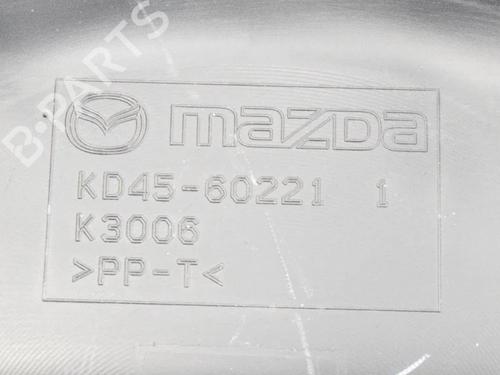 B-PARTS
mazda
KD45-60221 1
K3006
>PP-T<